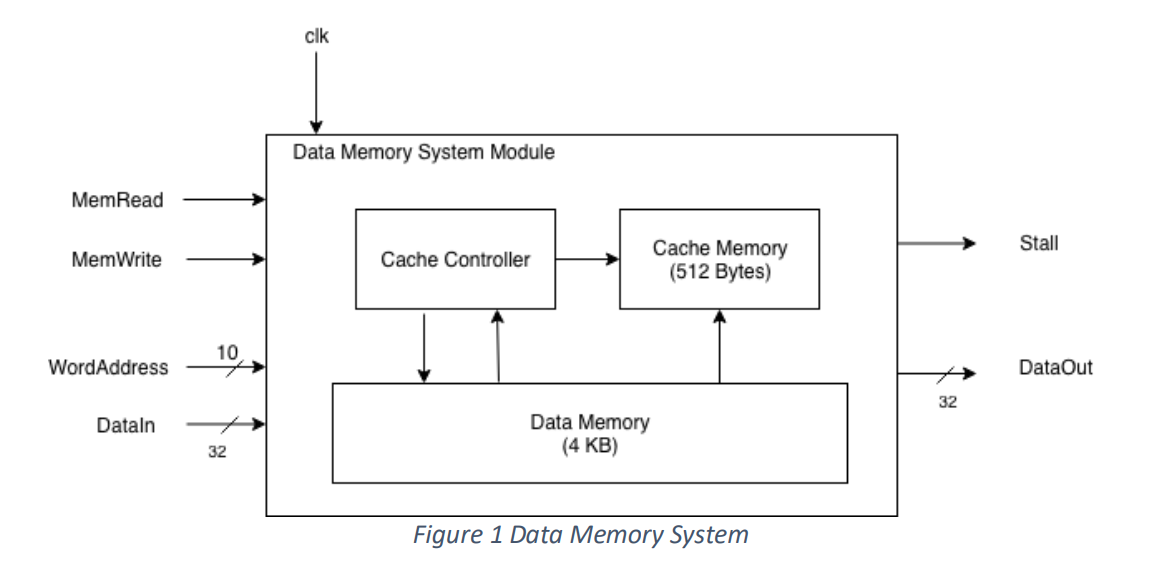 clk
Data Memory System Module
MemRead
MemWrite
Cache Controller
Cache Memory
(512 Bytes)
Stall
10
WordAddress
DataIn
32
Data Memory
(4 KB)
DataOut
32
Figure 1 Data Memory System